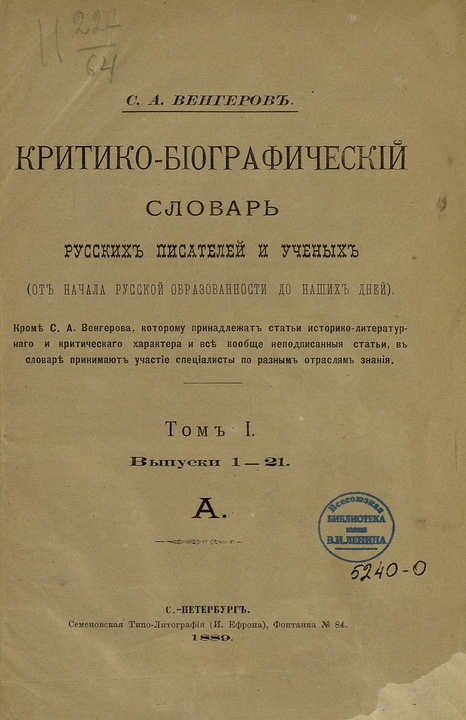 И 227
64
С. А. ВЕНГЕРОВЪ.
КРИТИКО-БІОГРАФИЧЕСКІЙ
СЛОВАРЬ
РУССКИХЪ ПИСАТЕЛЕЙ И УЧЕНЫХЪ
(ОТЪ НАЧАЛА РУССКОЙ ОБРАЗОВАННОСТИ ДО НАШИХЪ ДНЕЙ).
Кромѣ С. А. Венгерова, которому принадлежатъ статьи историко-литератур-
наго и критическаго характера и всѣ вообще неподписанныя статьи, въ
словарѣ принимаютъ участіе спеціалисты по разнымъ отраслямъ знанія.
Томъ I.
Выпуски 1—21.
А.
Всесоюзная
БИБЛИОТЕКА
имени
В.И.ЛЕНИНА
5240-0
С.-ПЕТЕРБУРГЪ.
Семеновская Типо-Литографія (И. Ефрона), Фонтанка № 84.
1889.